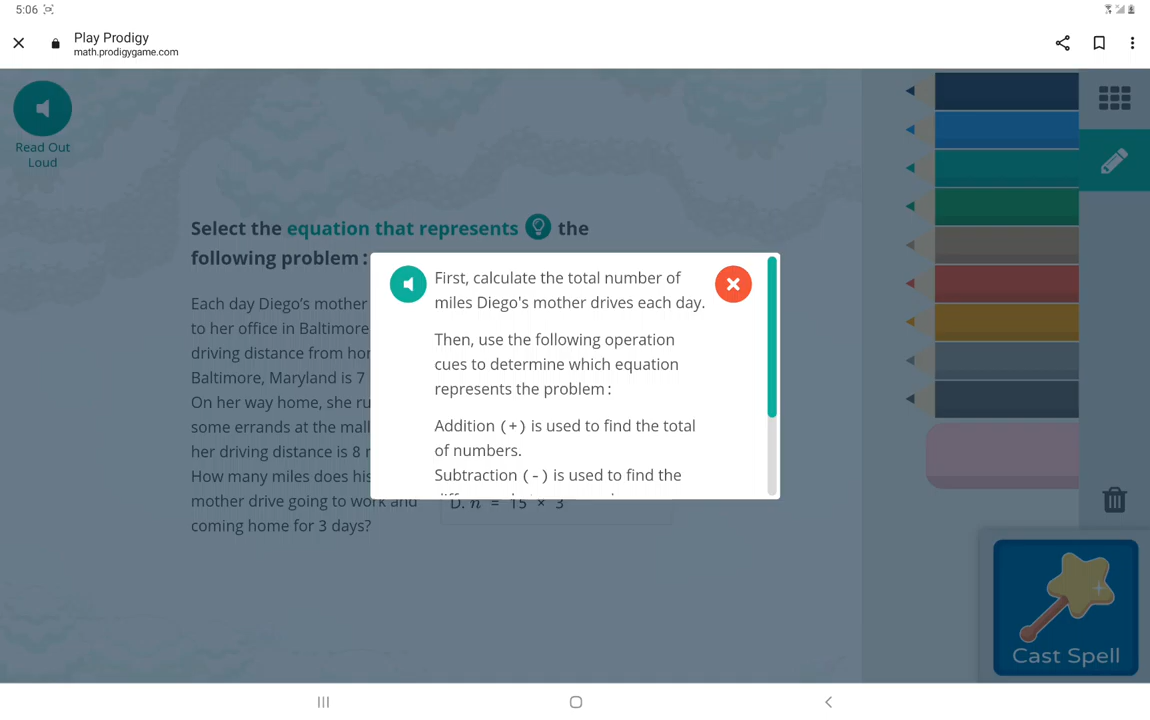 5:06
Play Prodigy
math.prodigygame.com
Read Out
Loud
Select the equation that represents the
following problem:
Each day Diego's mother
to her office in Baltimore
driving distance from
Baltimore, Maryland is 7
On her way home, she
some errands at the mall
her driving distance is 8
How many miles does his
mother drive going to work and
coming home for 3 days?
First, calculate the total number of
miles Diego's mother drives each day.
Then, use the following operation
cues to determine which equation
represents the problem:
Addition (+) is used to find the total
of numbers.
Subtraction (-) is used to find the
D. n = 15 × 3
Cast Spell